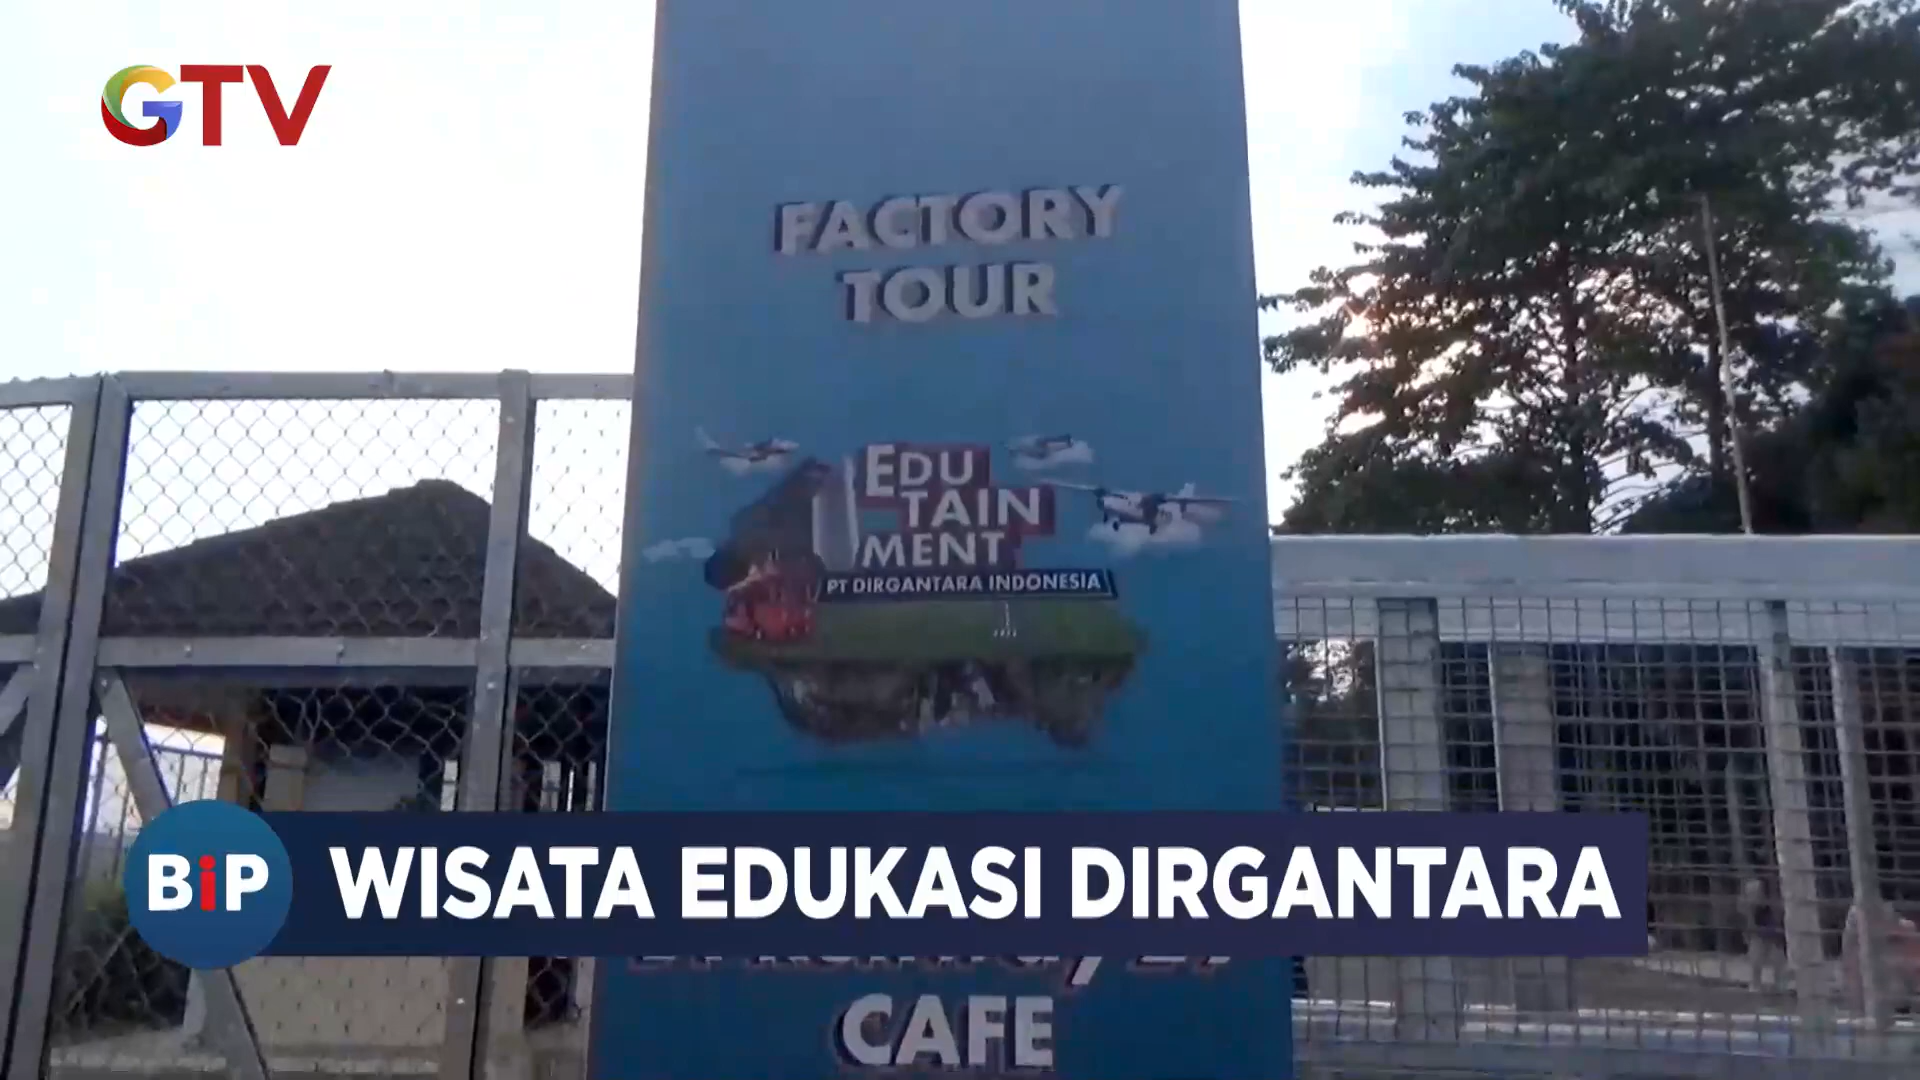 GTV
FACTORY
TOUR
EDU
TAIN
MENT
PT DIRGANTARA INDONESIA
BiP
WISATA EDUKASI DIRGANTARA
CAFE